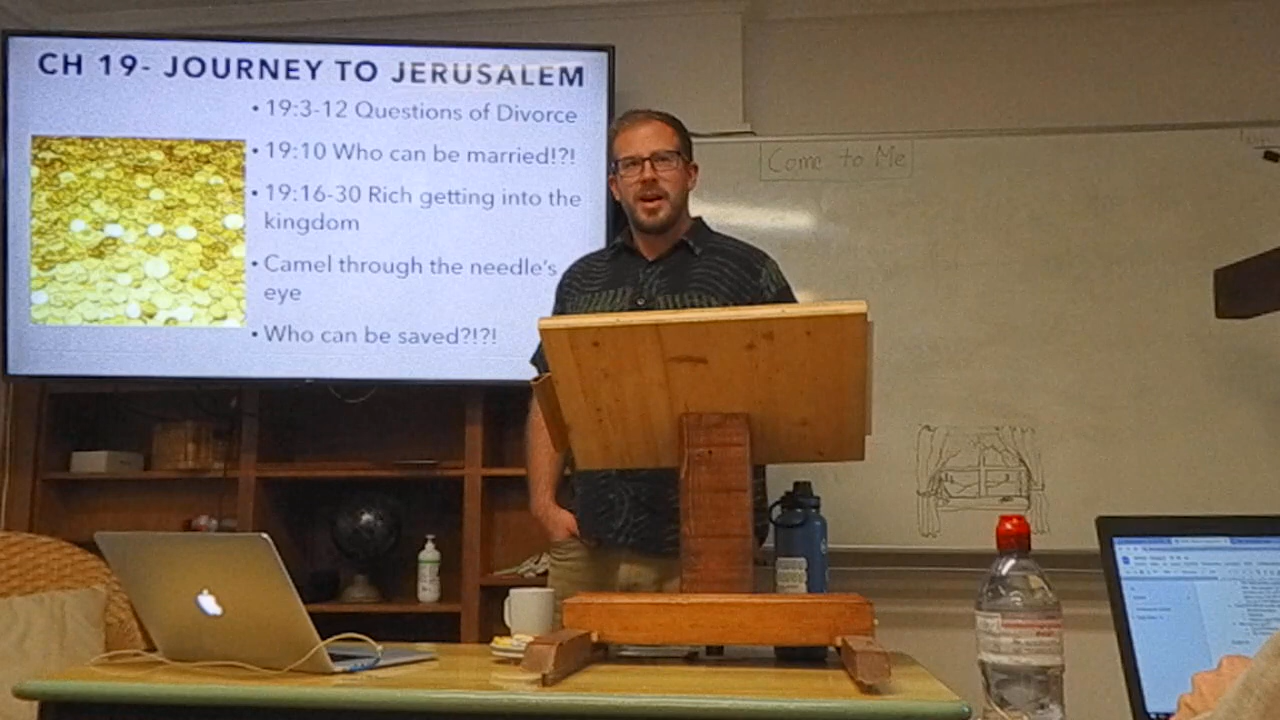 CH 19- JOURNEY TO JERUSALEM
• 19:3-12 Questions of Divorce
• 19:10 Who can be married!?!
• 19:16-30 Rich getting into the
kingdom
• Camel through the needle's
eye
• Who can be saved?!?!
Come to Me